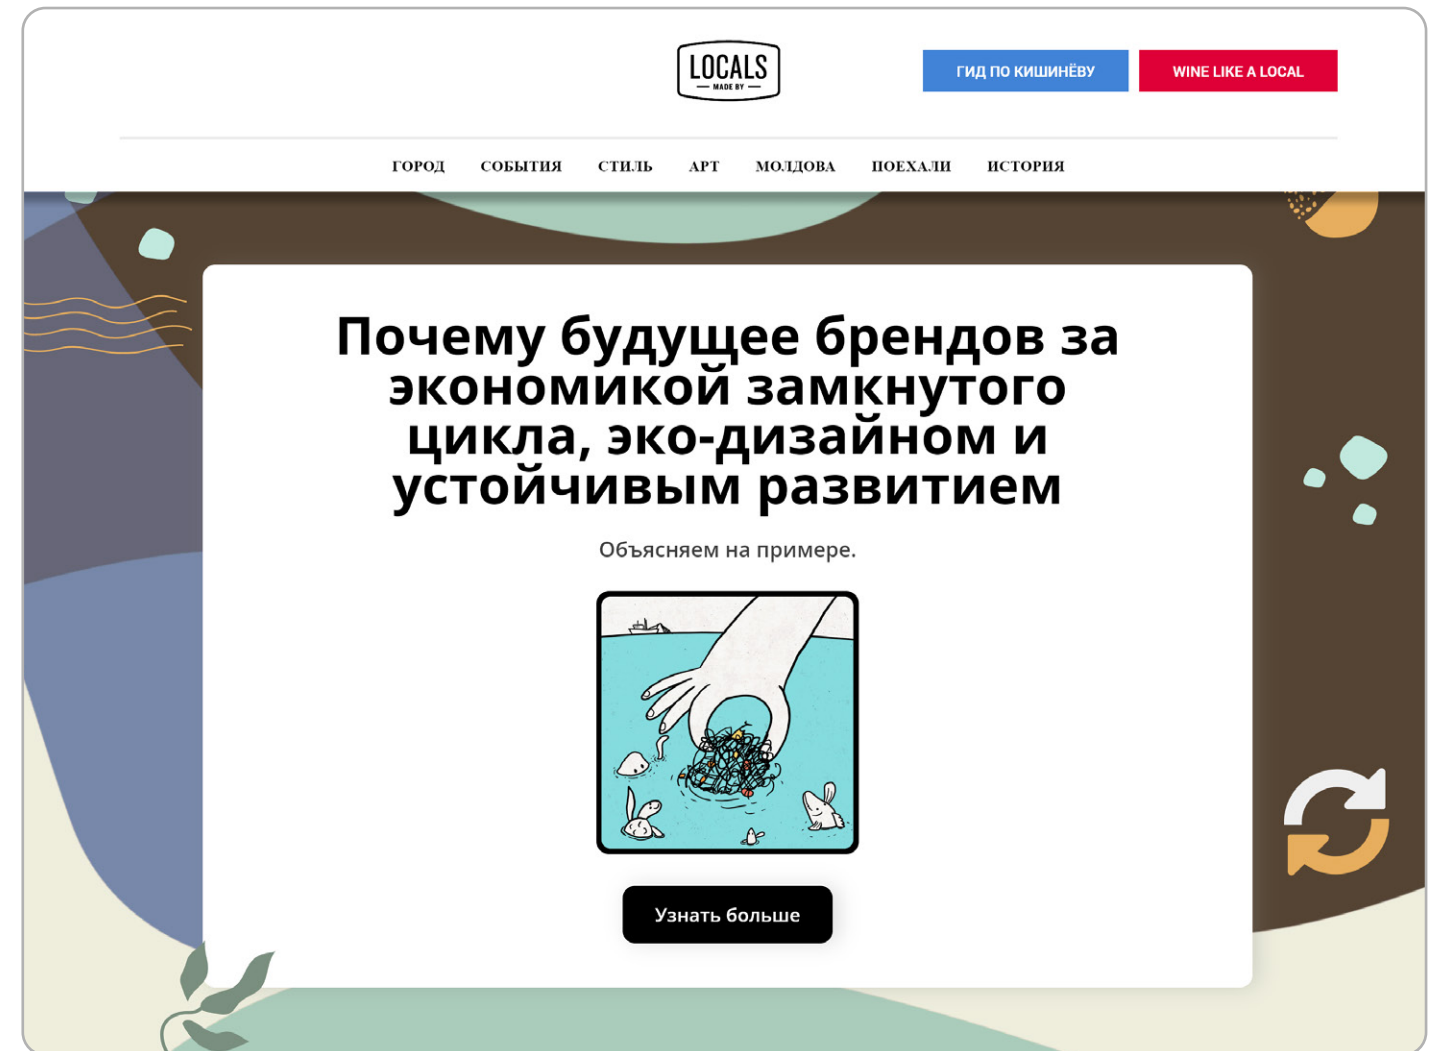 LOCALS
MADE BY
ГИД ПО КИШИНЁВУ
WINE LIKE A LOCAL
ГОРОД СОБЫТИЯ СТИЛЬ АРТ МОЛДОВА ПОЕХАЛИ ИСТОРИЯ
Почему будущее брендов за
экономикой замкнутого
цикла, эко-дизайном и
устойчивым развитием
Объясняем на примере.
Узнать больше